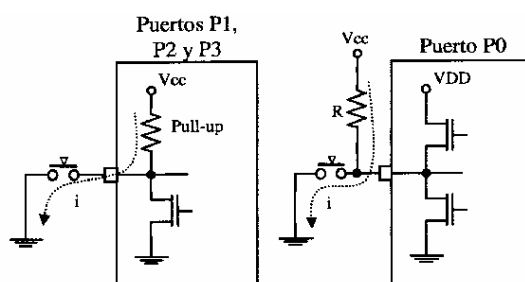 Puertos P1,
P2 y P3
Vcc
Pull-up
i
Vcc
R
i
Puerto P0
VDD